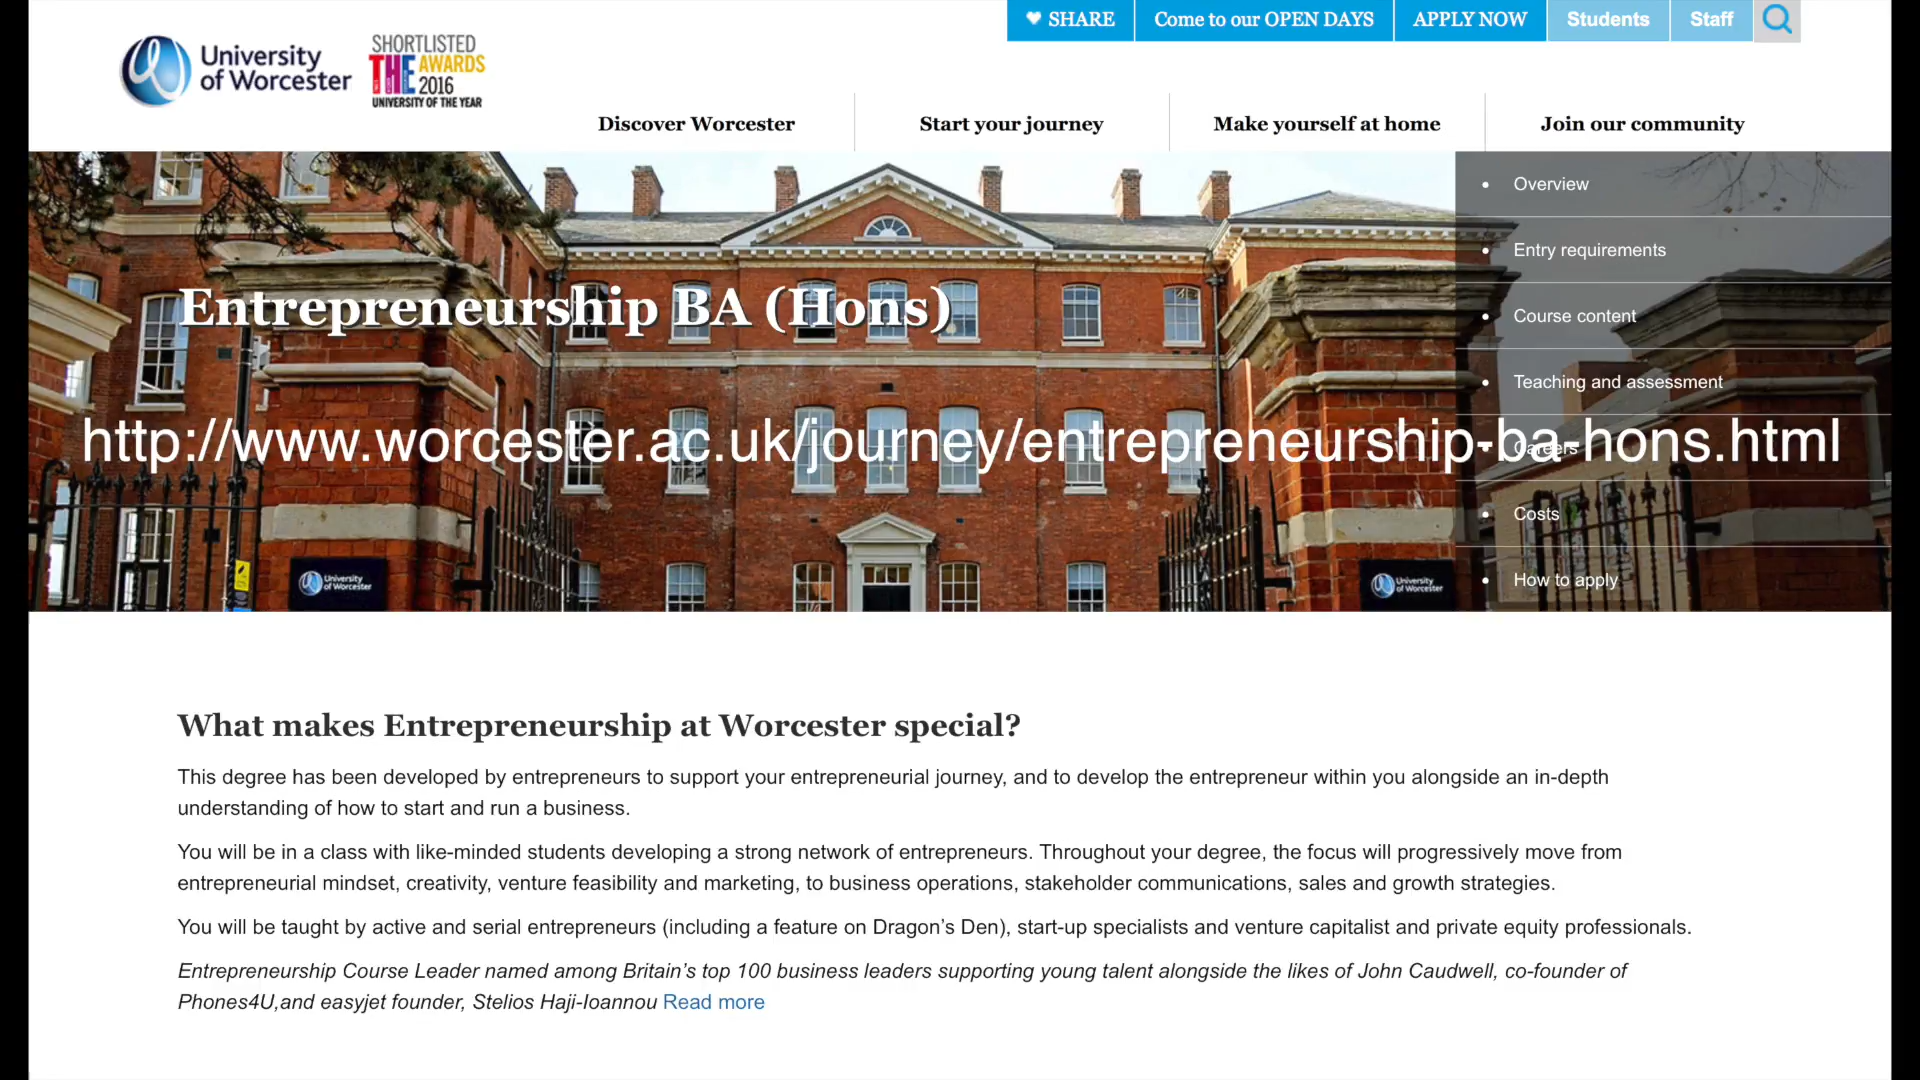 SHARE
Come to our OPEN DAYS
APPLY NOW
Students
Staff
University
of Worcester
SHORTLISTED
THE AWARDS
2016
UNIVERSITY OF THE YEAR
Discover Worcester
Start your journey
Make yourself at home
Join our community
Entrepreneurship BA (Hons)
• Overview
• Entry requirements
• Course content
• Teaching and assessment
http://www.worcester.ac.uk/journey/entrepreneurship-ba-hons.html
• Careers
• Costs
• How to apply
University
of Worcester
University
of Worcester
What makes Entrepreneurship at Worcester special?
This degree has been developed by entrepreneurs to support your entrepreneurial journey, and to develop the entrepreneur within you alongside an in-depth
understanding of how to start and run a business.
You will be in a class with like-minded students developing a strong network of entrepreneurs. Throughout your degree, the focus will progressively move from
entrepreneurial mindset, creativity, venture feasibility and marketing, to business operations, stakeholder communications, sales and growth strategies.
You will be taught by active and serial entrepreneurs (including a feature on Dragon’s Den), start-up specialists and venture capitalist and private equity professionals.
Entrepreneurship Course Leader named among Britain’s top 100 business leaders supporting young talent alongside the likes of John Caudwell, co-founder of
Phones4U,and easyjet founder, Stelios Haji-Ioannou Read more